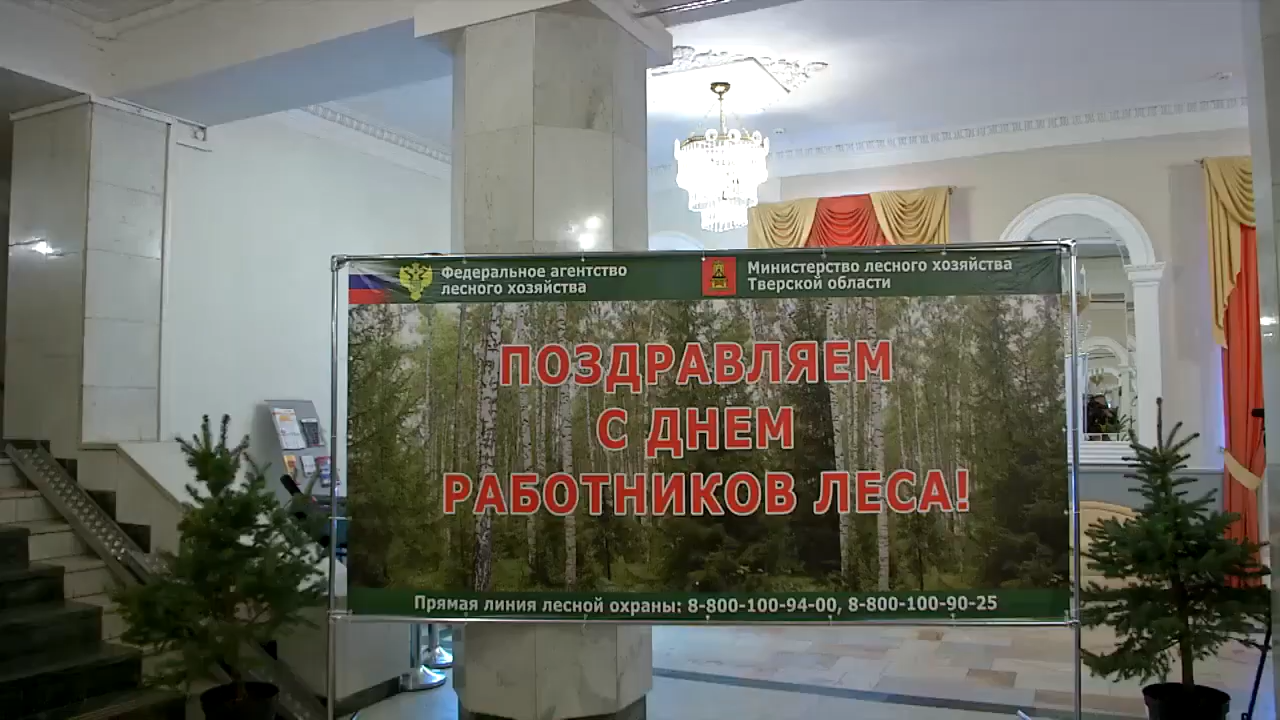 Федеральное агентство
лесного хозяйства
Министерство лесного хозяйства
Тверской области
ПОЗДРАВЛЯЕМ
С ДНЕМ
РАБОТНИКОВ ЛЕСА!
Прямая линия лесной охраны: 8-800-100-94-00, 8-800-100-90-25